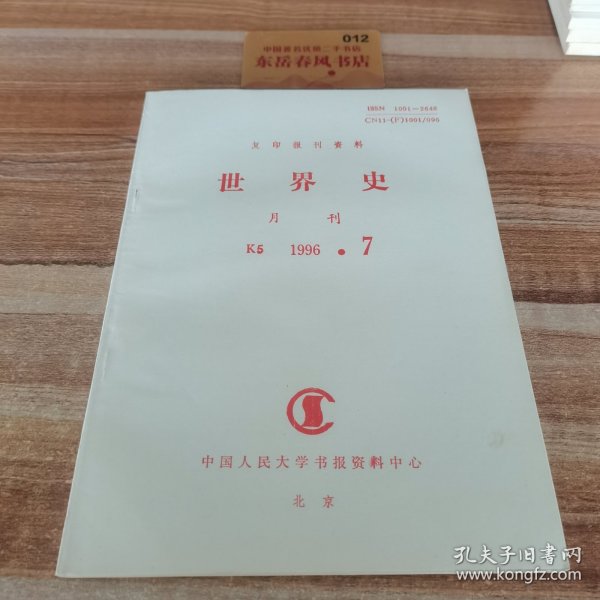 012
中国著名民间二手书店
东岳春风书店
ISSN 1001-2648
CN11-(F)1001/096
复印报刊资料
世界史
月刊
K5 1996.7
中国人民大学书报资料中心
北京
孔夫子旧书网
www.kongfz.com